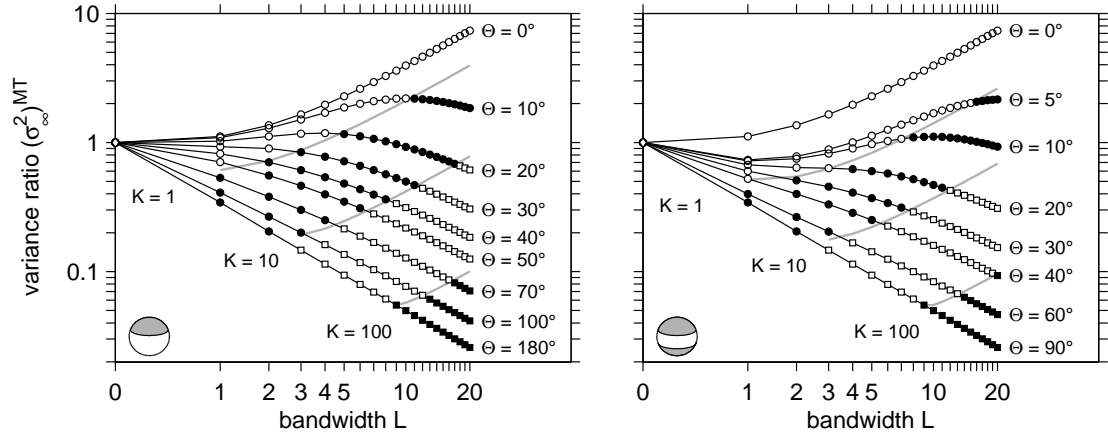 variance ratio (σ²∞)ᴹᵀ
10
1
0.1
K = 1
K = 10
K = 100
Θ = 0°
Θ = 10°
Θ = 20°
Θ = 30°
Θ = 40°
Θ = 50°
Θ = 70°
Θ = 100°
Θ = 180°
0 1 2 3 4 5 10 20
bandwidth L
K = 1
K = 10
K = 100
Θ = 0°
Θ = 5°
Θ = 10°
Θ = 20°
Θ = 30°
Θ = 40°
Θ = 60°
Θ = 90°
0 1 2 3 4 5 10 20
bandwidth L